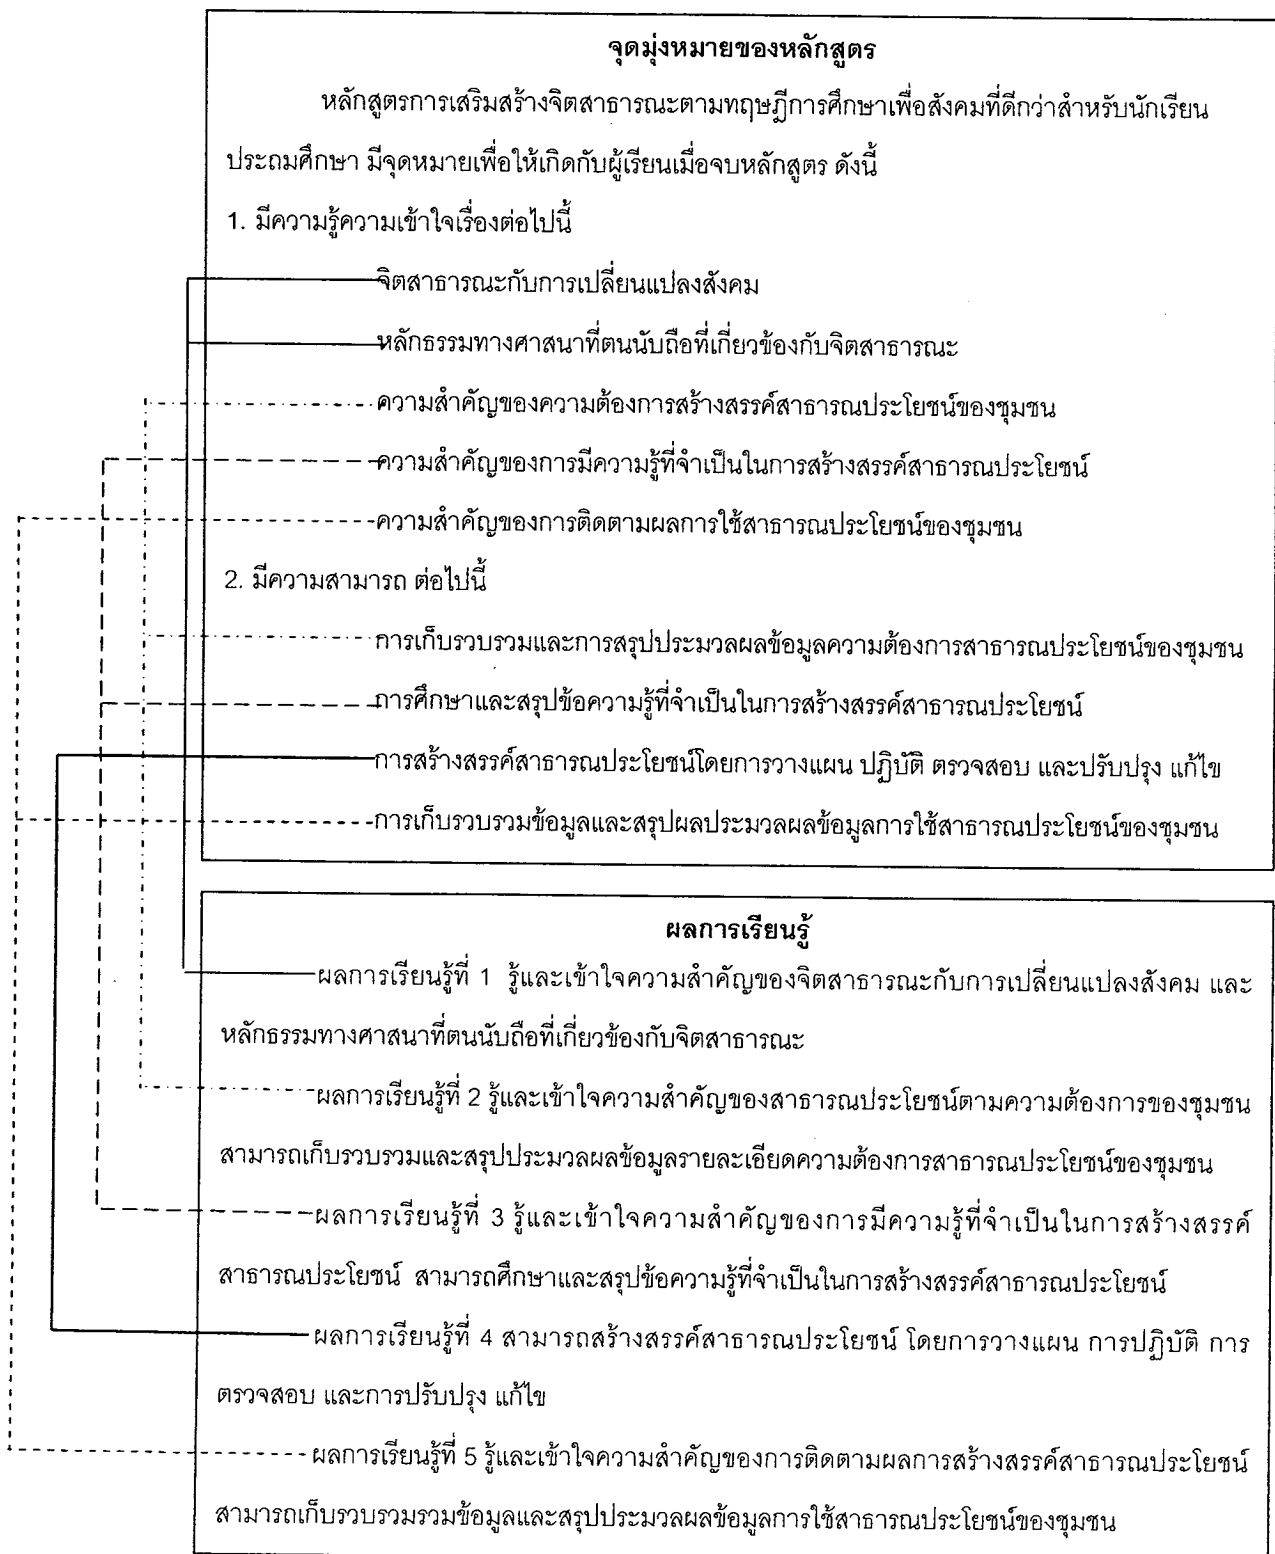 จุดมุ่งหมายของหลักสูตร
หลักสูตรการเสริมสร้างจิตสาธารณะตามทฤษฎีการศึกษาเพื่อสังคมที่ดีกว่าสำหรับนักเรียน
ประถมศึกษา มีจุดหมายเพื่อให้เกิดกับผู้เรียนเมื่อจบหลักสูตร ดังนี้
1. มีความรู้ความเข้าใจเรื่องต่อไปนี้
จิตสาธารณะกับการเปลี่ยนแปลงสังคม
หลักธรรมทางศาสนาที่ตนนับถือที่เกี่ยวข้องกับจิตสาธารณะ
ความสำคัญของความต้องการสร้างสรรค์สาธารณประโยชน์ของชุมชน
ความสำคัญของการมีความรู้ที่จำเป็นในการสร้างสรรค์สาธารณประโยชน์
ความสำคัญของการติดตามผลการใช้สาธารณประโยชน์ของชุมชน
2. มีความสามารถ ต่อไปนี้
การเก็บรวบรวมและการสรุปประมวลผลข้อมูลความต้องการสาธารณประโยชน์ของชุมชน
การศึกษาและสรุปข้อความรู้ที่จำเป็นในการสร้างสรรค์สาธารณประโยชน์
การสร้างสรรค์สาธารณประโยชน์โดยการวางแผน ปฏิบัติ ตรวจสอบ และปรับปรุง แก้ไข
การเก็บรวบรวมข้อมูลและสรุปผลประมวลผลข้อมูลการใช้สาธารณประโยชน์ของชุมชน
ผลการเรียนรู้
ผลการเรียนรู้ที่ 1 รู้และเข้าใจความสำคัญของจิตสาธารณะกับการเปลี่ยนแปลงสังคม และ
หลักธรรมทางศาสนาที่ตนนับถือที่เกี่ยวข้องกับจิตสาธารณะ
ผลการเรียนรู้ที่ 2 รู้และเข้าใจความสำคัญของสาธารณประโยชน์ตามความต้องการของชุมชน
สามารถเก็บรวบรวมและสรุปประมวลผลข้อมูลรายละเอียดความต้องการสาธารณประโยชน์ของชุมชน
ผลการเรียนรู้ที่ 3 รู้และเข้าใจความสำคัญของการมีความรู้ที่จำเป็นในการสร้างสรรค์
สาธารณประโยชน์ สามารถศึกษาและสรุปข้อความรู้ที่จำเป็นในการสร้างสรรค์สาธารณประโยชน์
ผลการเรียนรู้ที่ 4 สามารถสร้างสรรค์สาธารณประโยชน์ โดยการวางแผน การปฏิบัติ การ
ตรวจสอบ และการปรับปรุง แก้ไข
ผลการเรียนรู้ที่ 5 รู้และเข้าใจความสำคัญของการติดตามผลการสร้างสรรค์สาธารณประโยชน์
สามารถเก็บรวบรวมรวมข้อมูลและสรุปประมวลผลข้อมูลการใช้สาธารณประโยชน์ของชุมชน